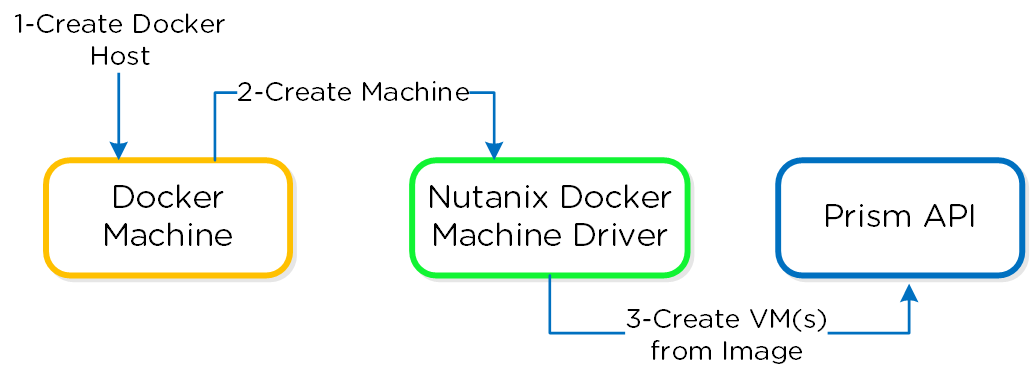 1-Create Docker
Host
2-Create Machine
Docker
Machine
Nutanix Docker
Machine Driver
Prism API
3-Create VM(s)
from Image